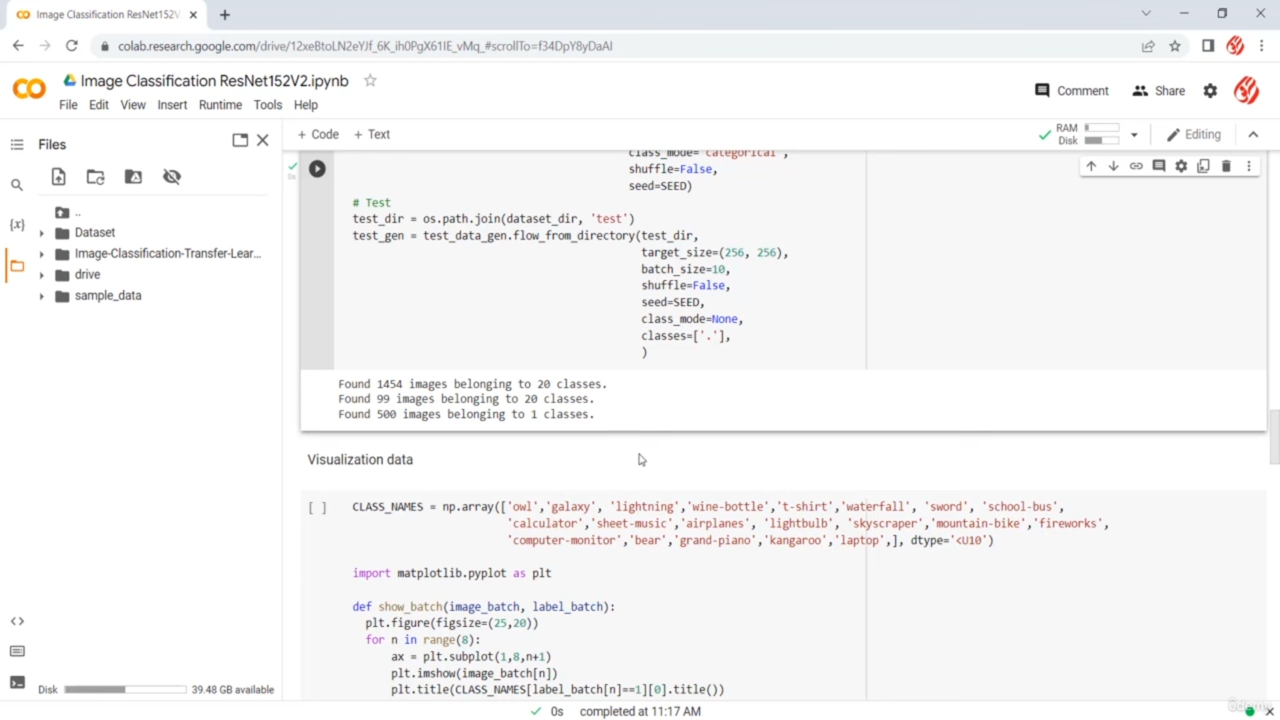 Image Classification ResNet152V
colab.research.google.com/drive/12xeBtoLN2eYJf_6K_ih0PgX61IE_vMq_#scrollTo=f34DpY8yDaAI
Image Classification ResNet152V2.ipynb
Comment
Share
File Edit View Insert Runtime Tools Help
Files
+ Code + Text
RAM
Disk
Editing
..
Dataset
Image-Classification-Transfer-Lear...
drive
sample_data
class_mode='categorical',
shuffle=False,
seed=SEED)
# Test
test_dir = os.path.join(dataset_dir, 'test')
test_gen = test_data_gen.flow_from_directory(test_dir,
target_size=(256, 256),
batch_size=10,
shuffle=False,
seed=SEED,
class_mode=None,
classes=['.'],
)
Found 1454 images belonging to 20 classes.
Found 99 images belonging to 20 classes.
Found 500 images belonging to 1 classes.
Visualization data
[ ] CLASS_NAMES = np.array(['owl','galaxy', 'lightning','wine-bottle','t-shirt','waterfall', 'sword', 'school-bus',
'calculator','sheet-music','airplanes', 'lightbulb', 'skyscraper','mountain-bike','fireworks',
'computer-monitor','bear','grand-piano','kangaroo','laptop',], dtype='<U10')
import matplotlib.pyplot as plt
def show_batch(image_batch, label_batch):
plt.figure(figsize=(25,20))
for n in range(8):
ax = plt.subplot(1,8,n+1)
plt.imshow(image_batch[n])
plt.title(CLASS_NAMES[label_batch[n]==1][0].title())
Disk 39.48 GB available
0s completed at 11:17 AM